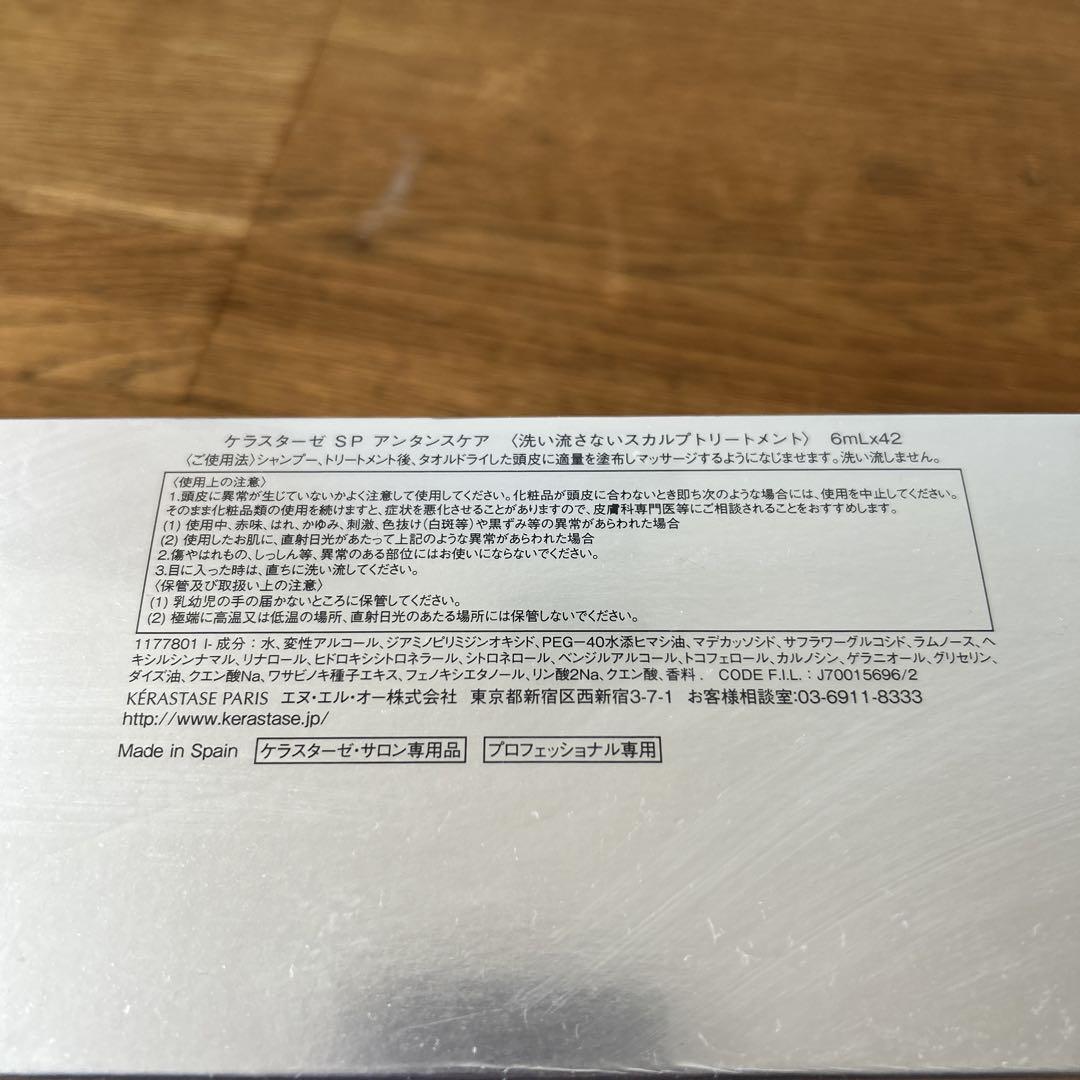 ケラスターゼ SP アンタンスケア 〈洗い流さないスカルプトリートメント〉 6mLx42
〈ご使用法〉シャンプー、トリートメント後、タオルドライした頭皮に適量を塗布しマッサージするようになじませます。洗い流しません。
〈使用上の注意〉
1.頭皮に異常が生じていないかよく注意して使用してください。化粧品が頭皮に合わないとき即ち次のような場合には、使用を中止してください。
そのまま化粧品類の使用を続けますと、症状を悪化させることがありますので、皮膚科専門医等にご相談されることをおすすめします。
(1) 使用中、赤味、はれ、かゆみ、刺激、色抜け(白斑等)や黒ずみ等の異常があらわれた場合
(2) 使用したお肌に、直射日光があたって上記のような異常があらわれた場合
2.傷やはれもの、しっしん等、異常のある部位にはお使いにならないでください。
3.目に入った時は、直ちに洗い流してください。
〈保管及び取扱い上の注意〉
(1) 乳幼児の手の届かないところに保管してください。
(2) 極端に高温又は低温の場所、直射日光のあたる場所には保管しないでください。
1177801 I- 成分：水、変性アルコール、ジアミノピリミジンオキシド、PEG-40水添ヒマシ油、マデカッソシド、サフラワーグルコシド、ラムノース、ヘ
キシルシンナマル、リナロール、ヒドロキシシトロネラール、シトロネロール、ベンジルアルコール、トコフェロール、カルノシン、ゲラニオール、グリセリン、
ダイズ油、クエン酸Na、ワサビノキ種子エキス、フェノキシエタノール、リン酸2Na、クエン酸、香料 . CODE F.I.L. : J70015696/2
KÉRASTASE PARIS エヌ・エル・オー株式会社 東京都新宿区西新宿3-7-1 お客様相談室:03-6911-8333
http://www.kerastase.jp/
Made in Spain ケラスターゼ・サロン専用品 プロフェッショナル専用